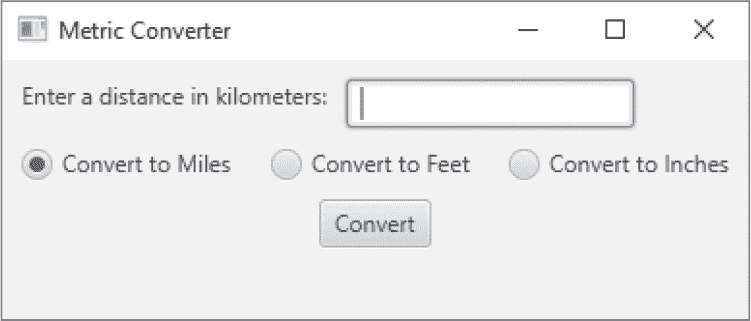 Metric Converter
Enter a distance in kilometers:
Convert to Miles Convert to Feet Convert to Inches
Convert